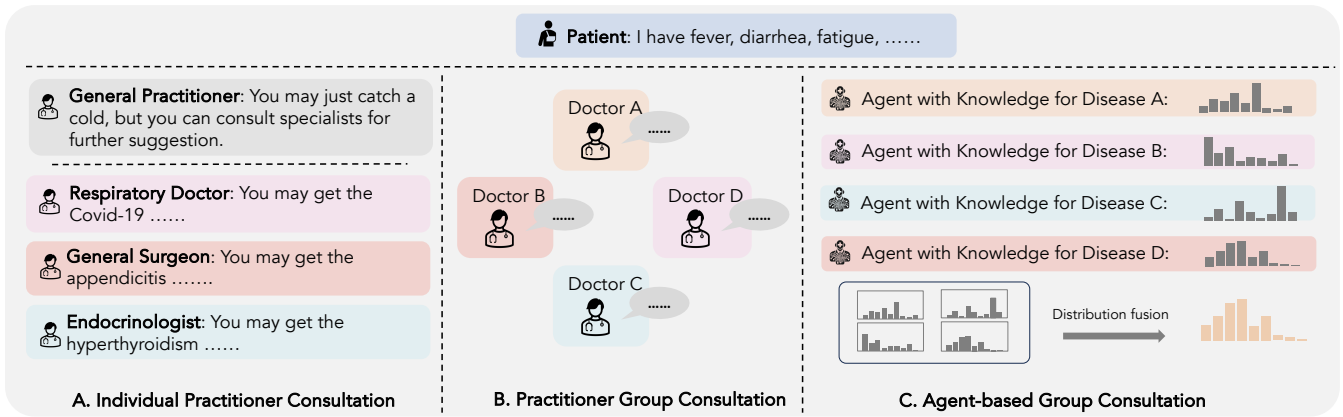 Patient: I have fever, diarrhea, fatigue, ……
General Practitioner: You may just catch a
cold, but you can consult specialists for
further suggestion.
Respiratory Doctor: You may get the
Covid-19 ……
General Surgeon: You may get the
appendicitis …….
Endocrinologist: You may get the
hyperthyroidism ……
A. Individual Practitioner Consultation
Doctor A
……
Doctor B
……
Doctor D
……
Doctor C
……
B. Practitioner Group Consultation
Agent with Knowledge for Disease A:
Agent with Knowledge for Disease B:
Agent with Knowledge for Disease C:
Agent with Knowledge for Disease D:
Distribution fusion
C. Agent-based Group Consultation